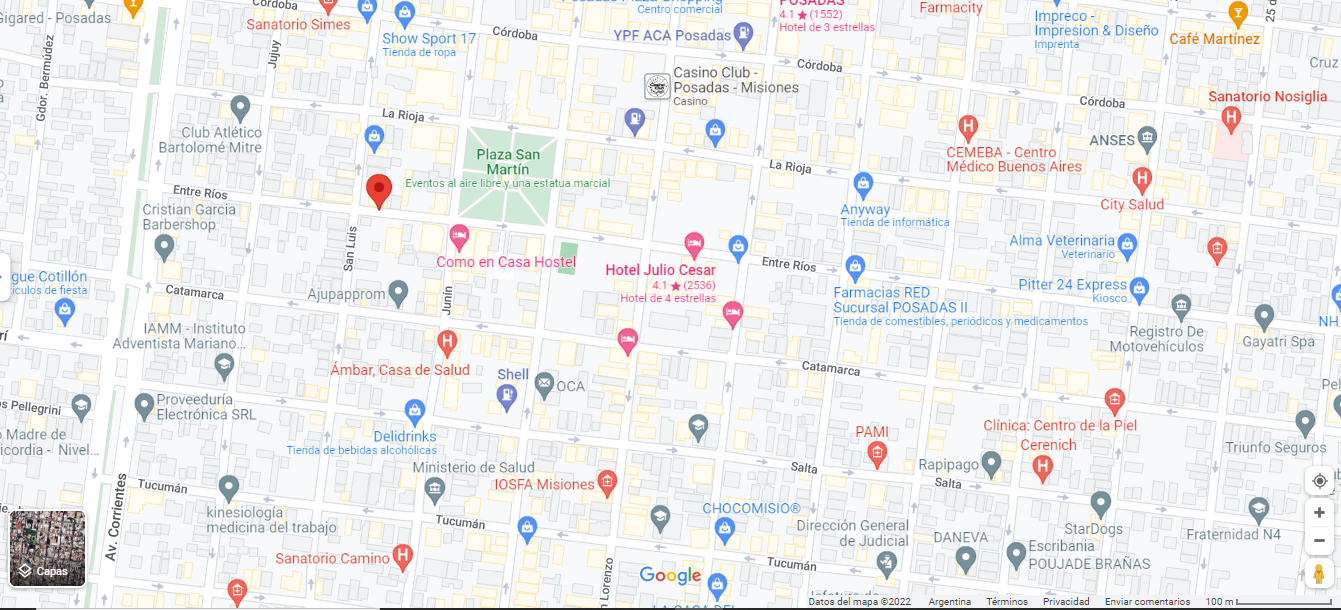 Gigared - Posadas
Córdoba
Sanatorio Simes
Show Sport 17
Tienda de ropa
Córdoba
Centro comercial
YPF ACA Posadas
POSADAS
4.1 ★ (1552)
Hotel de 3 estrellas
Farmacity
Impreco -
Impresion & Diseño
Imprenta
Café Martínez
25 d
Cruz
Gdor. Bermúdez
Jujuy
Córdoba
Casino Club -
Posadas - Misiones
Casino
Córdoba
Sanatorio Nosiglia
La Rioja
Club Atlético
Bartolomé Mitre
Plaza San
Martín
Eventos al aire libre y una estatua marcial
La Rioja
CEMEBA - Centro
Médico Buenos Aires
ANSES
City Salud
Entre Ríos
Cristian Garcia
Barbershop
San Luis
Anyway
Tienda de informática
Alma Veterinaria
Veterinario
Como en Casa Hostel
Hotel Julio Cesar
4.1 ★ (2536)
Hotel de 4 estrellas
Entre Ríos
gue Cotillón
ículos de fiesta
Catamarca
Ajupapprom
Junín
Farmacias RED
Sucursal POSADAS II
Tienda de comestibles, periódicos y medicamentos
Pitter 24 Express
Kiosco
Registro De
Motovehículos
Gayatri Spa
NH
rí
IAMM - Instituto
Adventista Mariano...
Ámbar, Casa de Salud
Shell
OCA
Catamarca
os Pellegrini
Proveeduría
Electrónica SRL
Delidrinks
Tienda de bebidas alcohólicas
PAMI
Clínica: Centro de la Piel
Cerenich
Pel
o Madre de
ricordia - Nivel...
Triunfo Seguros
Ministerio de Salud
IOSFA Misiones
Salta
Rapipago
Salta
Tucumán
Av. Corrientes
kinesiología
medicina del trabajo
Tucumán
CHOCOMISIO®
Dirección General
de Judicial
StarDogs
DANEVA
Escribania
POUJADE BRAÑAS
Fraternidad N4
Sanatorio Camino
n Lorenzo
Tucumán
Capas
Google
LA CASA DEL
Datos del mapa ©2022
Argentina
Términos
Privacidad
Enviar comentarios
100 m